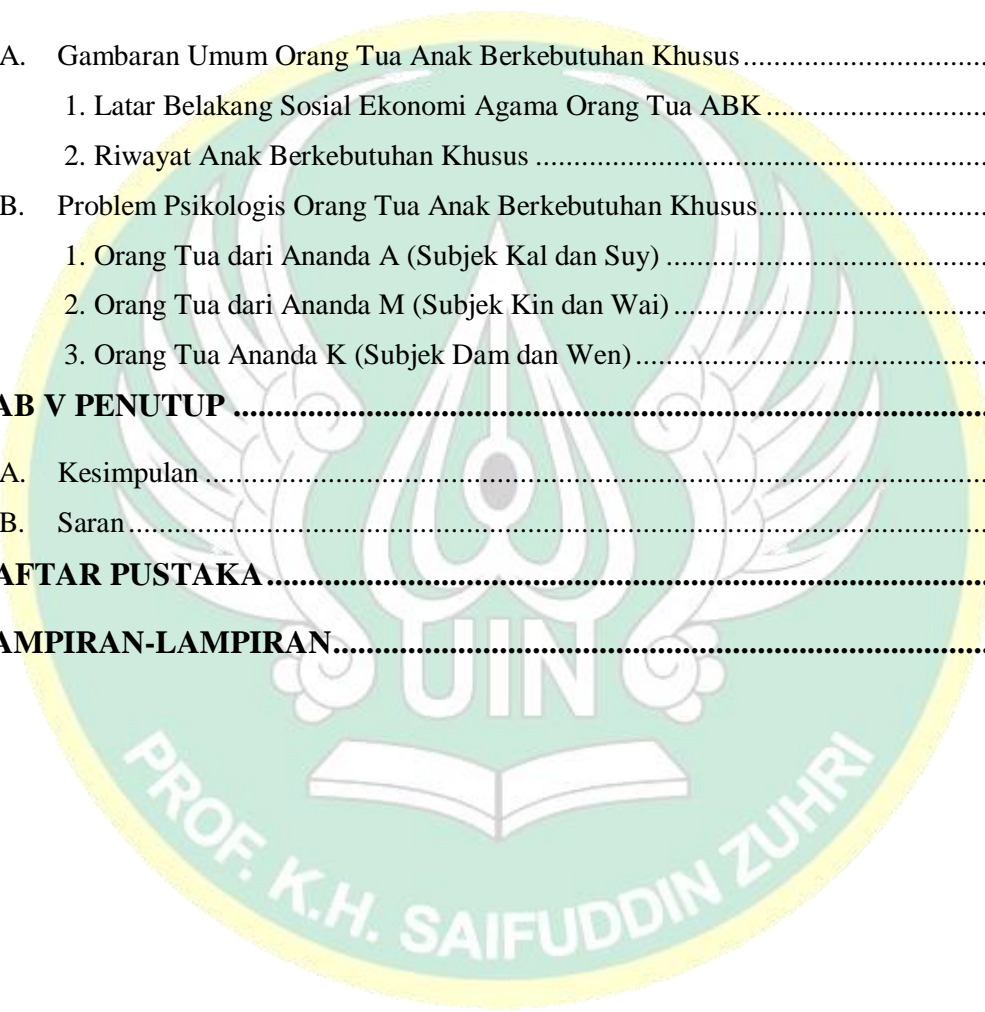 A. Gambaran Umum Orang Tua Anak Berkebutuhan Khusus
1. Latar Belakang Sosial Ekonomi Agama Orang Tua ABK
2. Riwayat Anak Berkebutuhan Khusus
B. Problem Psikologis Orang Tua Anak Berkebutuhan Khusus
1. Orang Tua dari Ananda A (Subjek Kal dan Suy)
2. Orang Tua dari Ananda M (Subjek Kin dan Wai)
3. Orang Tua Ananda K (Subjek Dam dan Wen)
AB V PENUTUP
A. Kesimpulan
B. Saran
AFTAR PUSTAKA
AMPIRAN-LAMPIRAN
UIN
PROF. K.H. SAIFUDDIN ZUHRI